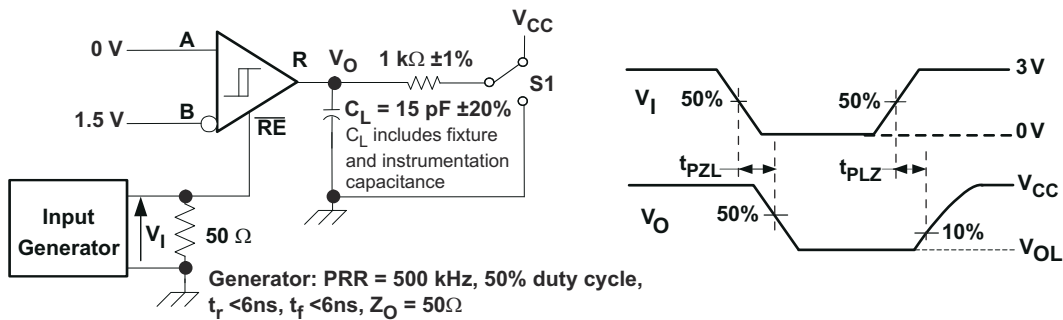 0 V
A
1.5 V
B
R
RE
V_O
1 kΩ ±1%
V_CC
S1
C_L = 15 pF ±20%
C_L includes fixture
and instrumentation
capacitance
Input
Generator
V_I
50 Ω
Generator: PRR = 500 kHz, 50% duty cycle,
t_r <6ns, t_f <6ns, Z_O = 50Ω
V_I
50%
50%
3 V
0 V
t_PZL
t_PLZ
V_O
50%
10%
V_CC
V_OL